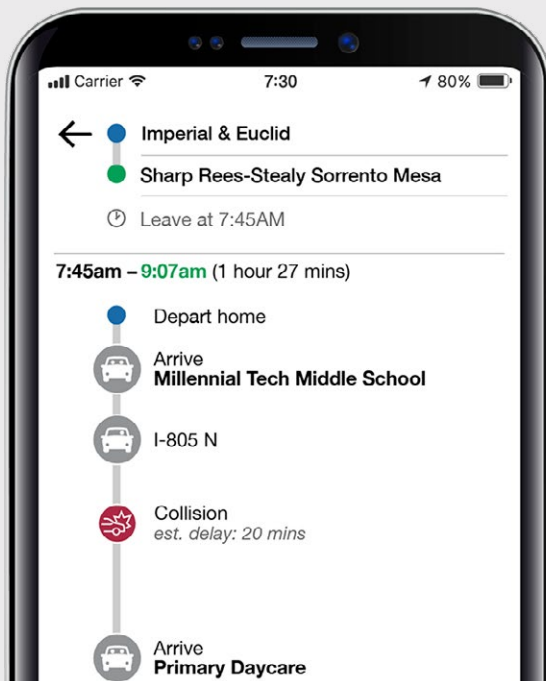 Carrier 7:30 80%
Imperial & Euclid
Sharp Rees-Stealy Sorrento Mesa
Leave at 7:45AM
7:45am – 9:07am (1 hour 27 mins)
Depart home
Arrive
Millennial Tech Middle School
I-805 N
Collision
est. delay: 20 mins
Arrive
Primary Daycare